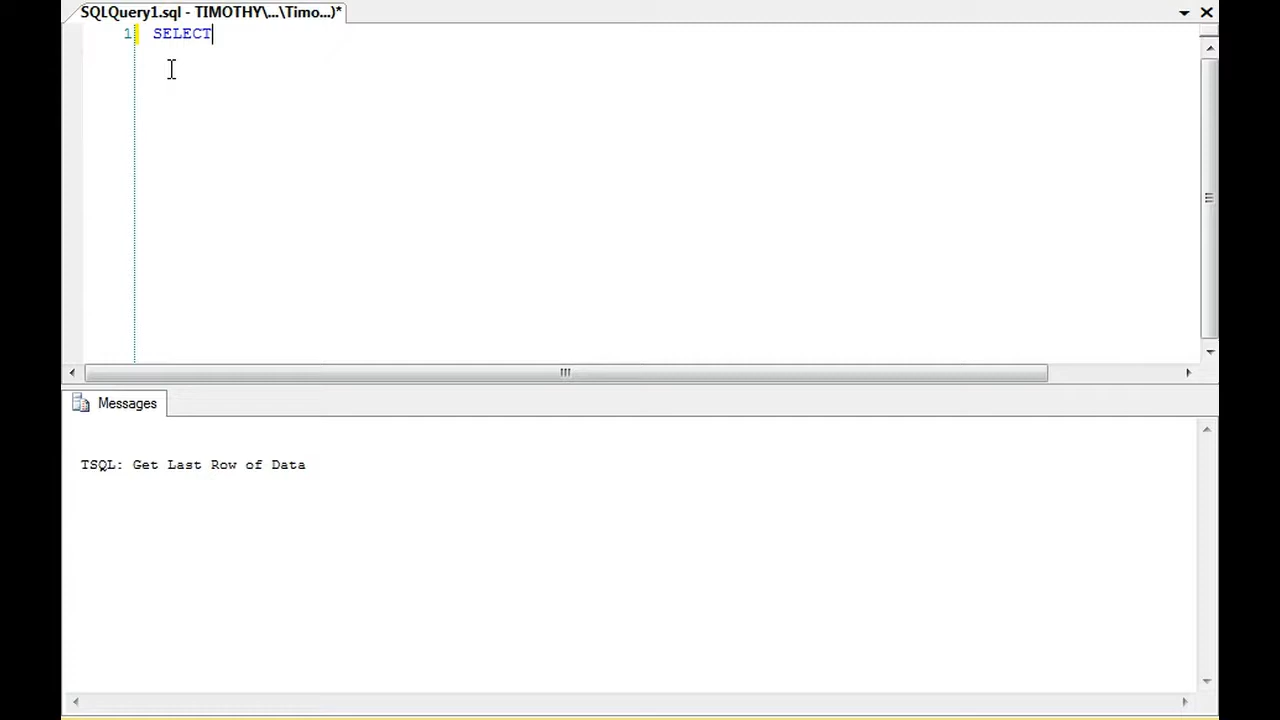 SQLQuery1.sql - TIMOTHY\...\Timo...)*
1 SELECT
Messages
TSQL: Get Last Row of Data